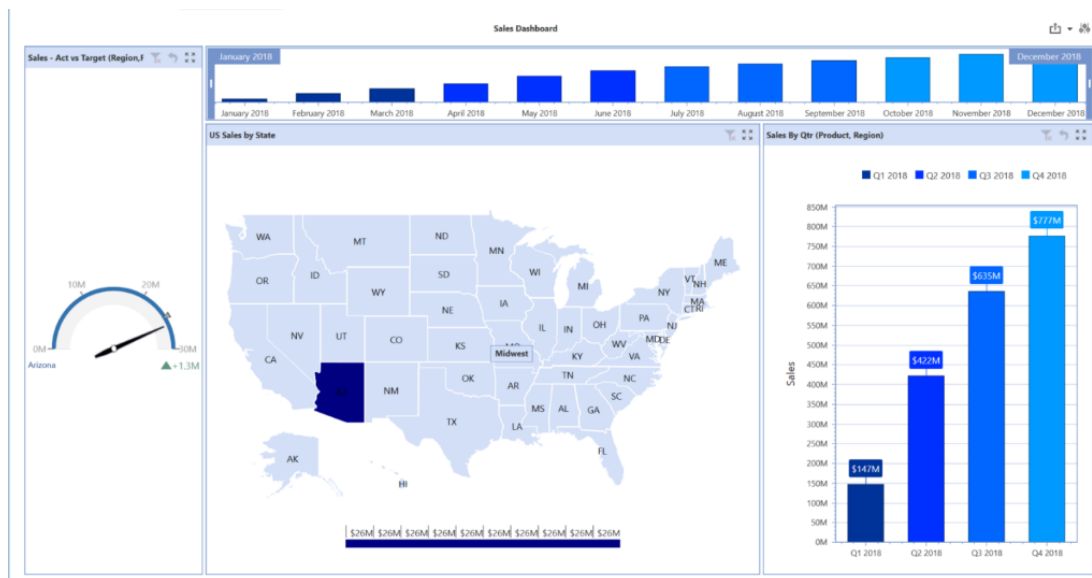 Sales Dashboard
Sales - Act vs Target (Region,F
January 2018
December 2018
January 2018 February 2018 March 2018 April 2018 May 2018 June 2018 July 2018 August 2018 September 2018 October 2018 November 2018 December 2018
US Sales by State
Sales By Qtr (Product, Region)
0M
10M
20M
30M
Arizona
+1.3M
WA
MT
ND
MN
OR
ID
SD
WI
MI
ME
VT
NH
NY
MA
CT
RI
WY
IA
NE
NV
UT
CO
KS
IL
IN
OH
PA
NJ
MD
DE
WV
VA
KY
Midwest
CA
NM
OK
AR
TN
NC
SC
TX
LA
MS
AL
GA
FL
AK
HI
$26M $26M $26M $26M $26M $26M $26M $26M $26M $26M
Q1 2018 Q2 2018 Q3 2018 Q4 2018
Sales
850M
800M
750M
700M
650M
600M
550M
500M
450M
400M
350M
300M
250M
200M
150M
100M
50M
0M
$147M
$422M
$635M
$777M
Q1 2018 Q2 2018 Q3 2018 Q4 2018